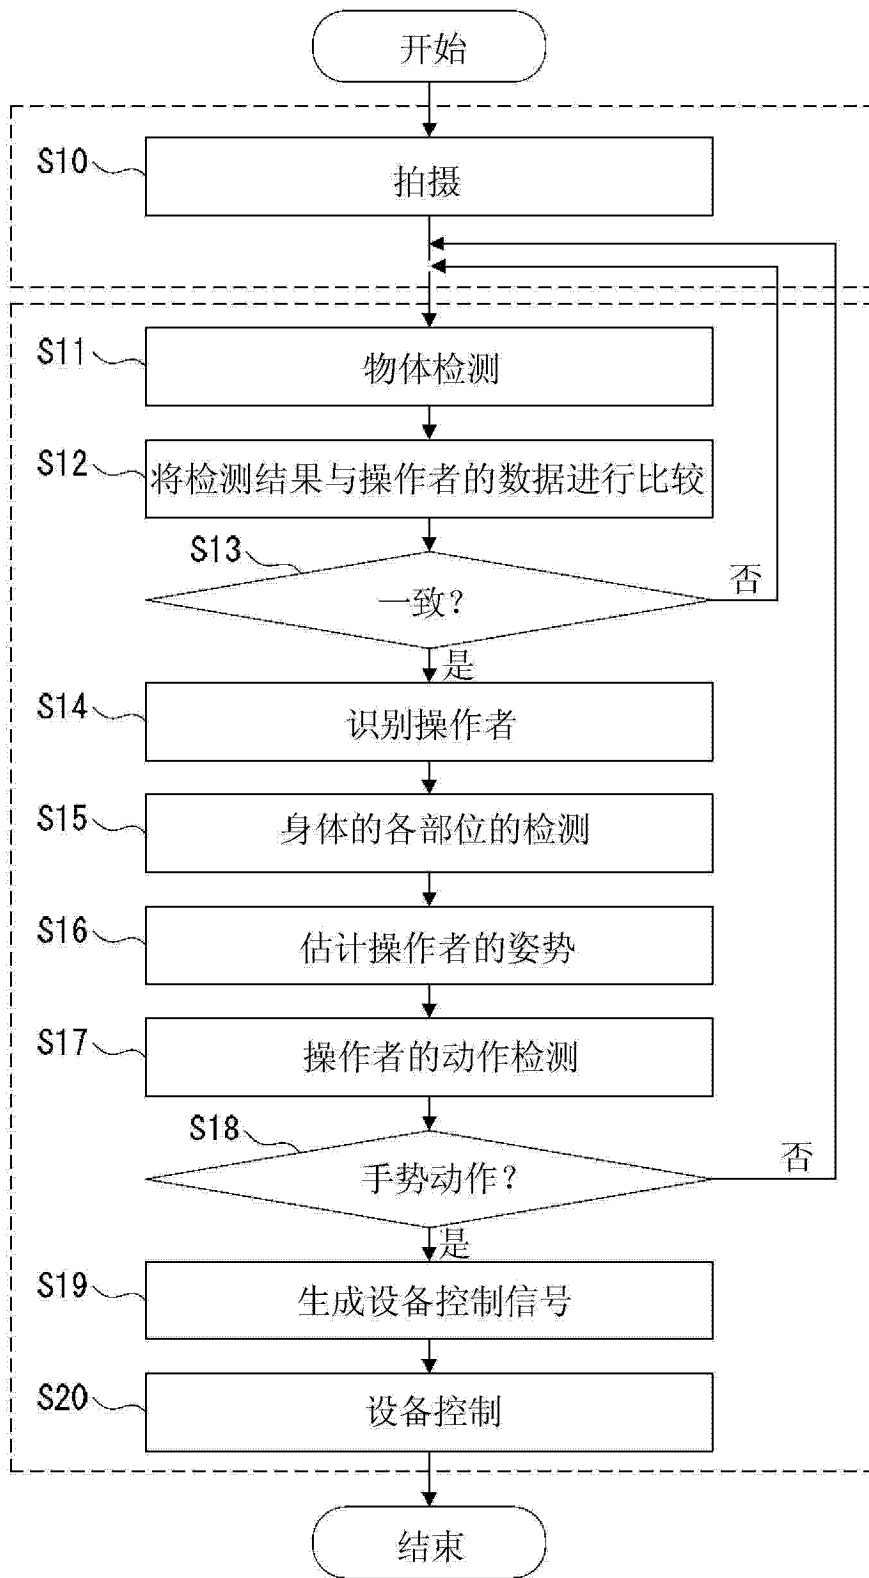 开始
S10
拍摄
S11
物体检测
S12
将检测结果与操作者的数据进行比较
S13
一致?
否
是
S14
识别操作者
S15
身体的各部位的检测
S16
估计操作者的姿势
S17
操作者的动作检测
S18
手势动作?
否
是
S19
生成设备控制信号
S20
设备控制
结束